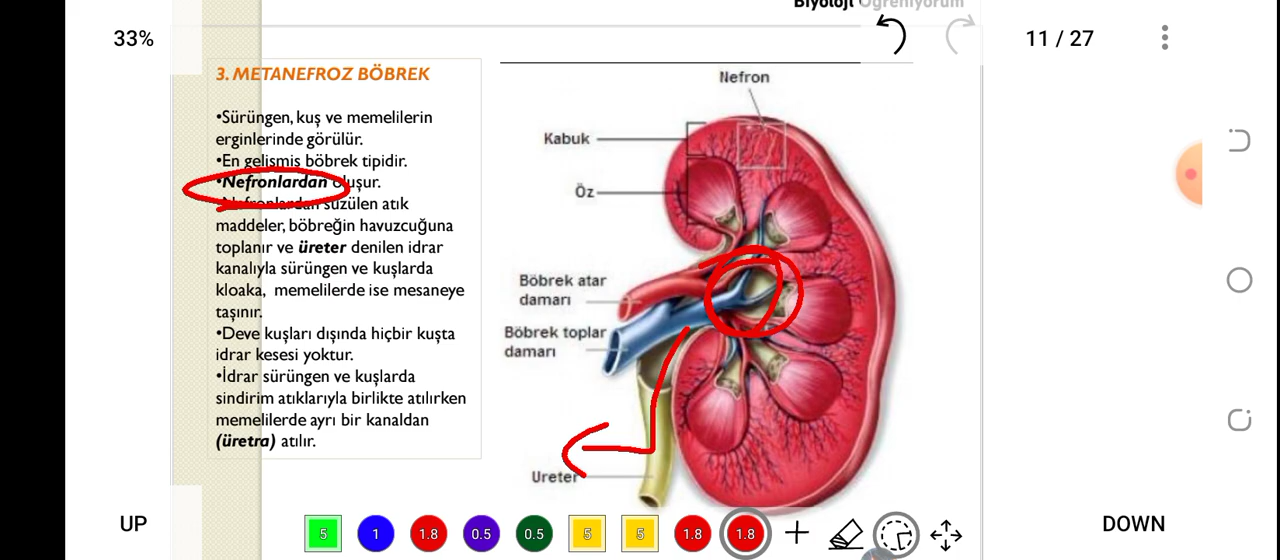 Biyoloji Öğreniyorum
33%
11 / 27
3. METANEFROZ BÖBREK
•Sürüngen, kuş ve memelilerin
erginlerinde görülür.
•En gelişmiş böbrek tipidir.
•Nefronlardan oluşur.
•Nefronlardan süzülen atık
maddeler, böbreğin havuzcuğuna
toplanır ve üreter denilen idrar
kanalıyla sürüngen ve kuşlarda
kloaka, memelilerde ise mesaneye
taşınır.
•Deve kuşları dışında hiçbir kuşta
idrar kesesi yoktur.
•İdrar sürüngen ve kuşlarda
sindirim atıklarıyla birlikte atılırken
memelilerde ayrı bir kanaldan
(üretra) atılır.
Nefron
Kabuk
Öz
Böbrek atar
damarı
Böbrek toplar
damarı
Ureter
UP
5
1
1.8
0.5
0.5
5
5
1.8
1.8
DOWN